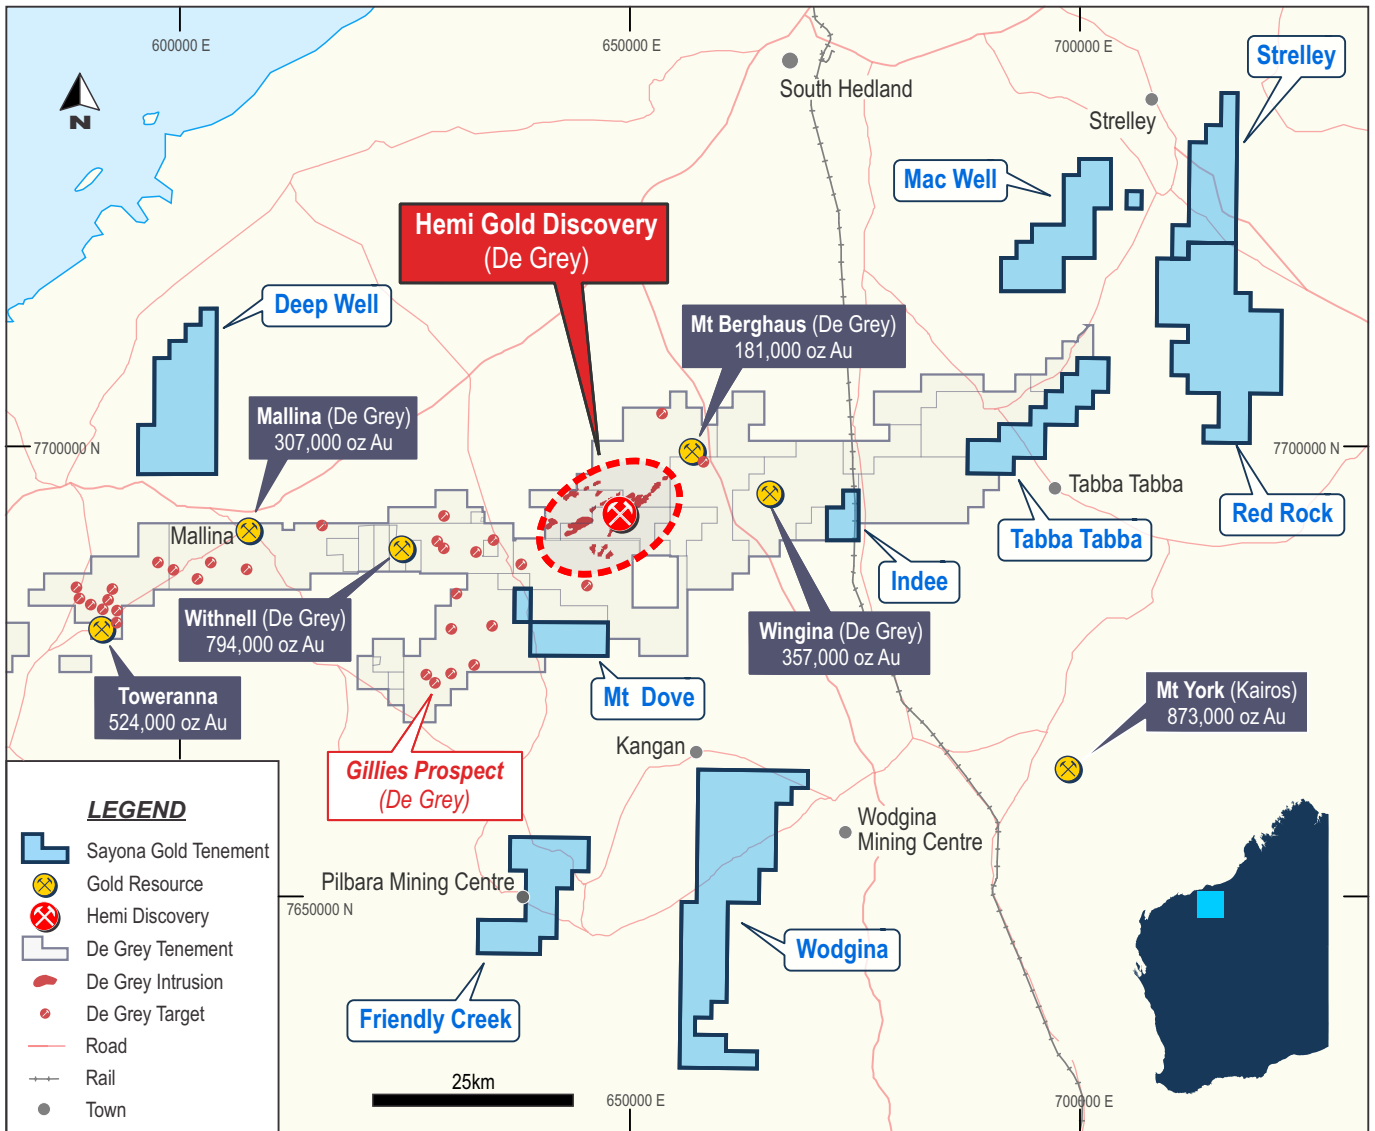 600000 E
650000 E
700000 E
Strelley
South Hedland
Strelley
N
Mac Well
Hemi Gold Discovery
(De Grey)
Deep Well
Mt Berghaus (De Grey)
181,000 oz Au
Mallina (De Grey)
307,000 oz Au
7700000 N
7700000 N
Tabba Tabba
Red Rock
Mallina
Tabba Tabba
Indee
Withnell (De Grey)
794,000 oz Au
Wingina (De Grey)
357,000 oz Au
Toweranna
524,000 oz Au
Mt Dove
Mt York (Kairos)
873,000 oz Au
Kangan
Gillies Prospect
(De Grey)
Wodgina
Mining Centre
Pilbara Mining Centre
7650000 N
Wodgina
Friendly Creek
LEGEND
Sayona Gold Tenement
Gold Resource
Hemi Discovery
De Grey Tenement
De Grey Intrusion
De Grey Target
Road
Rail
Town
25km
650000 E
700000 E